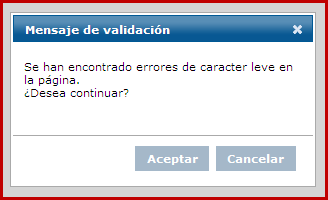 Mensaje de validación
Se han encontrado errores de caracter leve en
la página.
¿Desea continuar?
Aceptar Cancelar